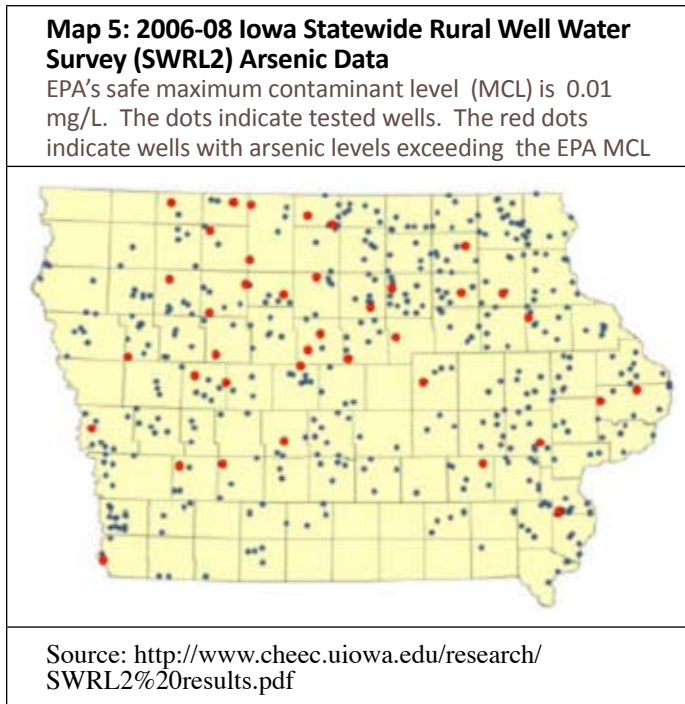 Map 5: 2006-08 Iowa Statewide Rural Well Water
Survey (SWRL2) Arsenic Data
EPA's safe maximum contaminant level (MCL) is 0.01
mg/L. The dots indicate tested wells. The red dots
indicate wells with arsenic levels exceeding the EPA MCL
Source: http://www.cheec.uiowa.edu/research/
SWRL2%20results.pdf